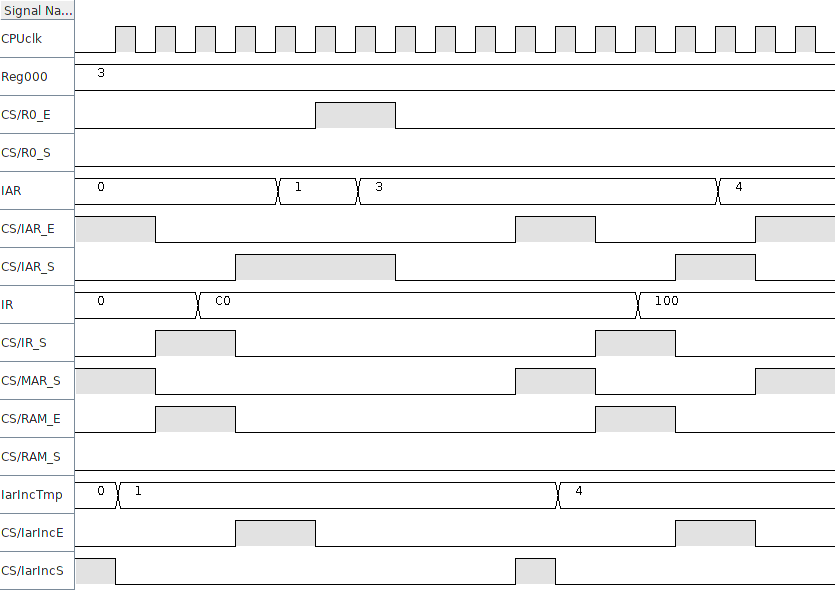 Signal Na...
CPUclk
Reg000 3
CS/R0_E
CS/R0_S
IAR 0 1 3 4
CS/IAR_E
CS/IAR_S
IR 0 C0 100
CS/IR_S
CS/MAR_S
CS/RAM_E
CS/RAM_S
IarIncTmp 0 1 4
CS/IarIncE
CS/IarIncS